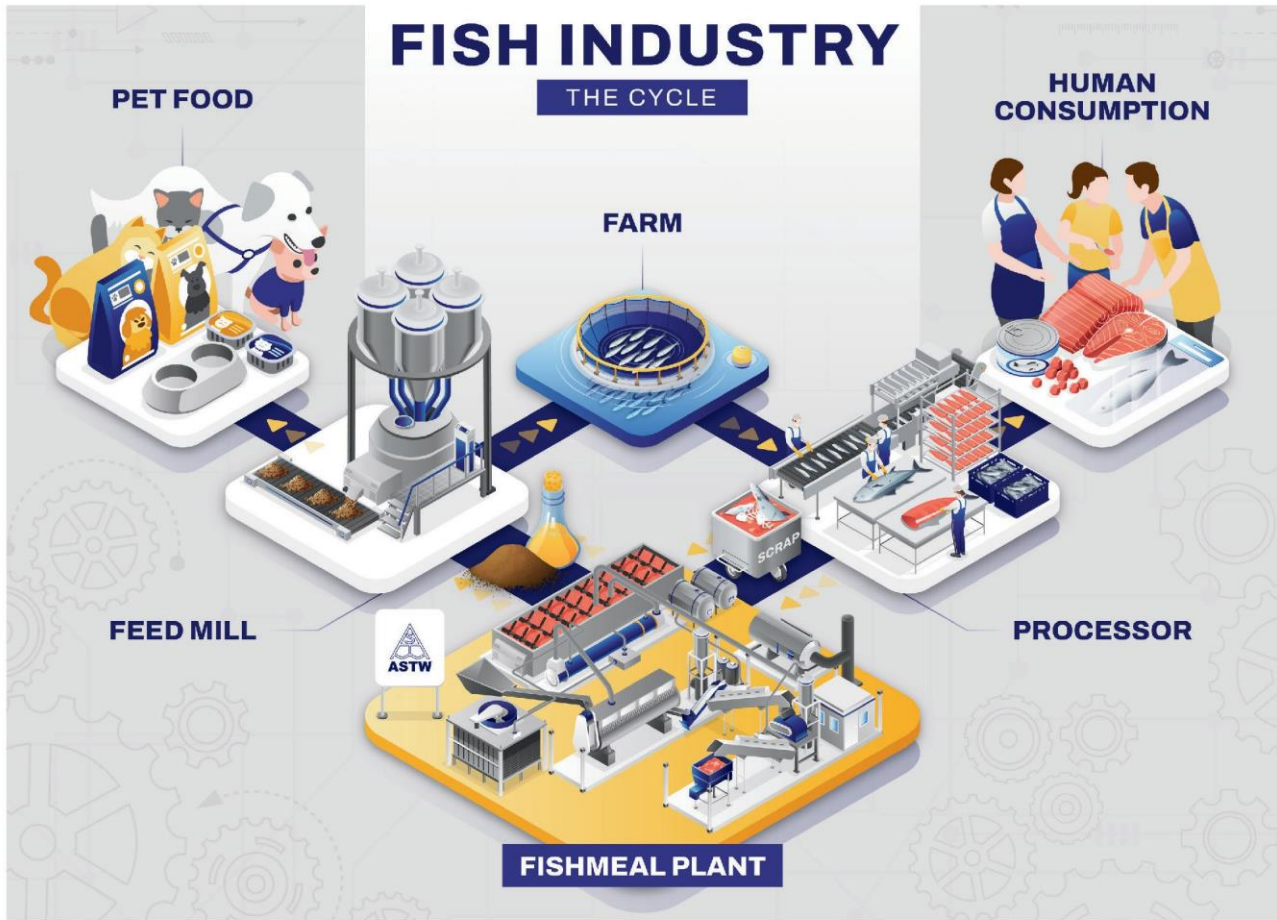 FISH INDUSTRY
THE CYCLE
PET FOOD
HUMAN
CONSUMPTION
FARM
SCRAP
FEED MILL
PROCESSOR
ASTW
FISHMEAL PLANT